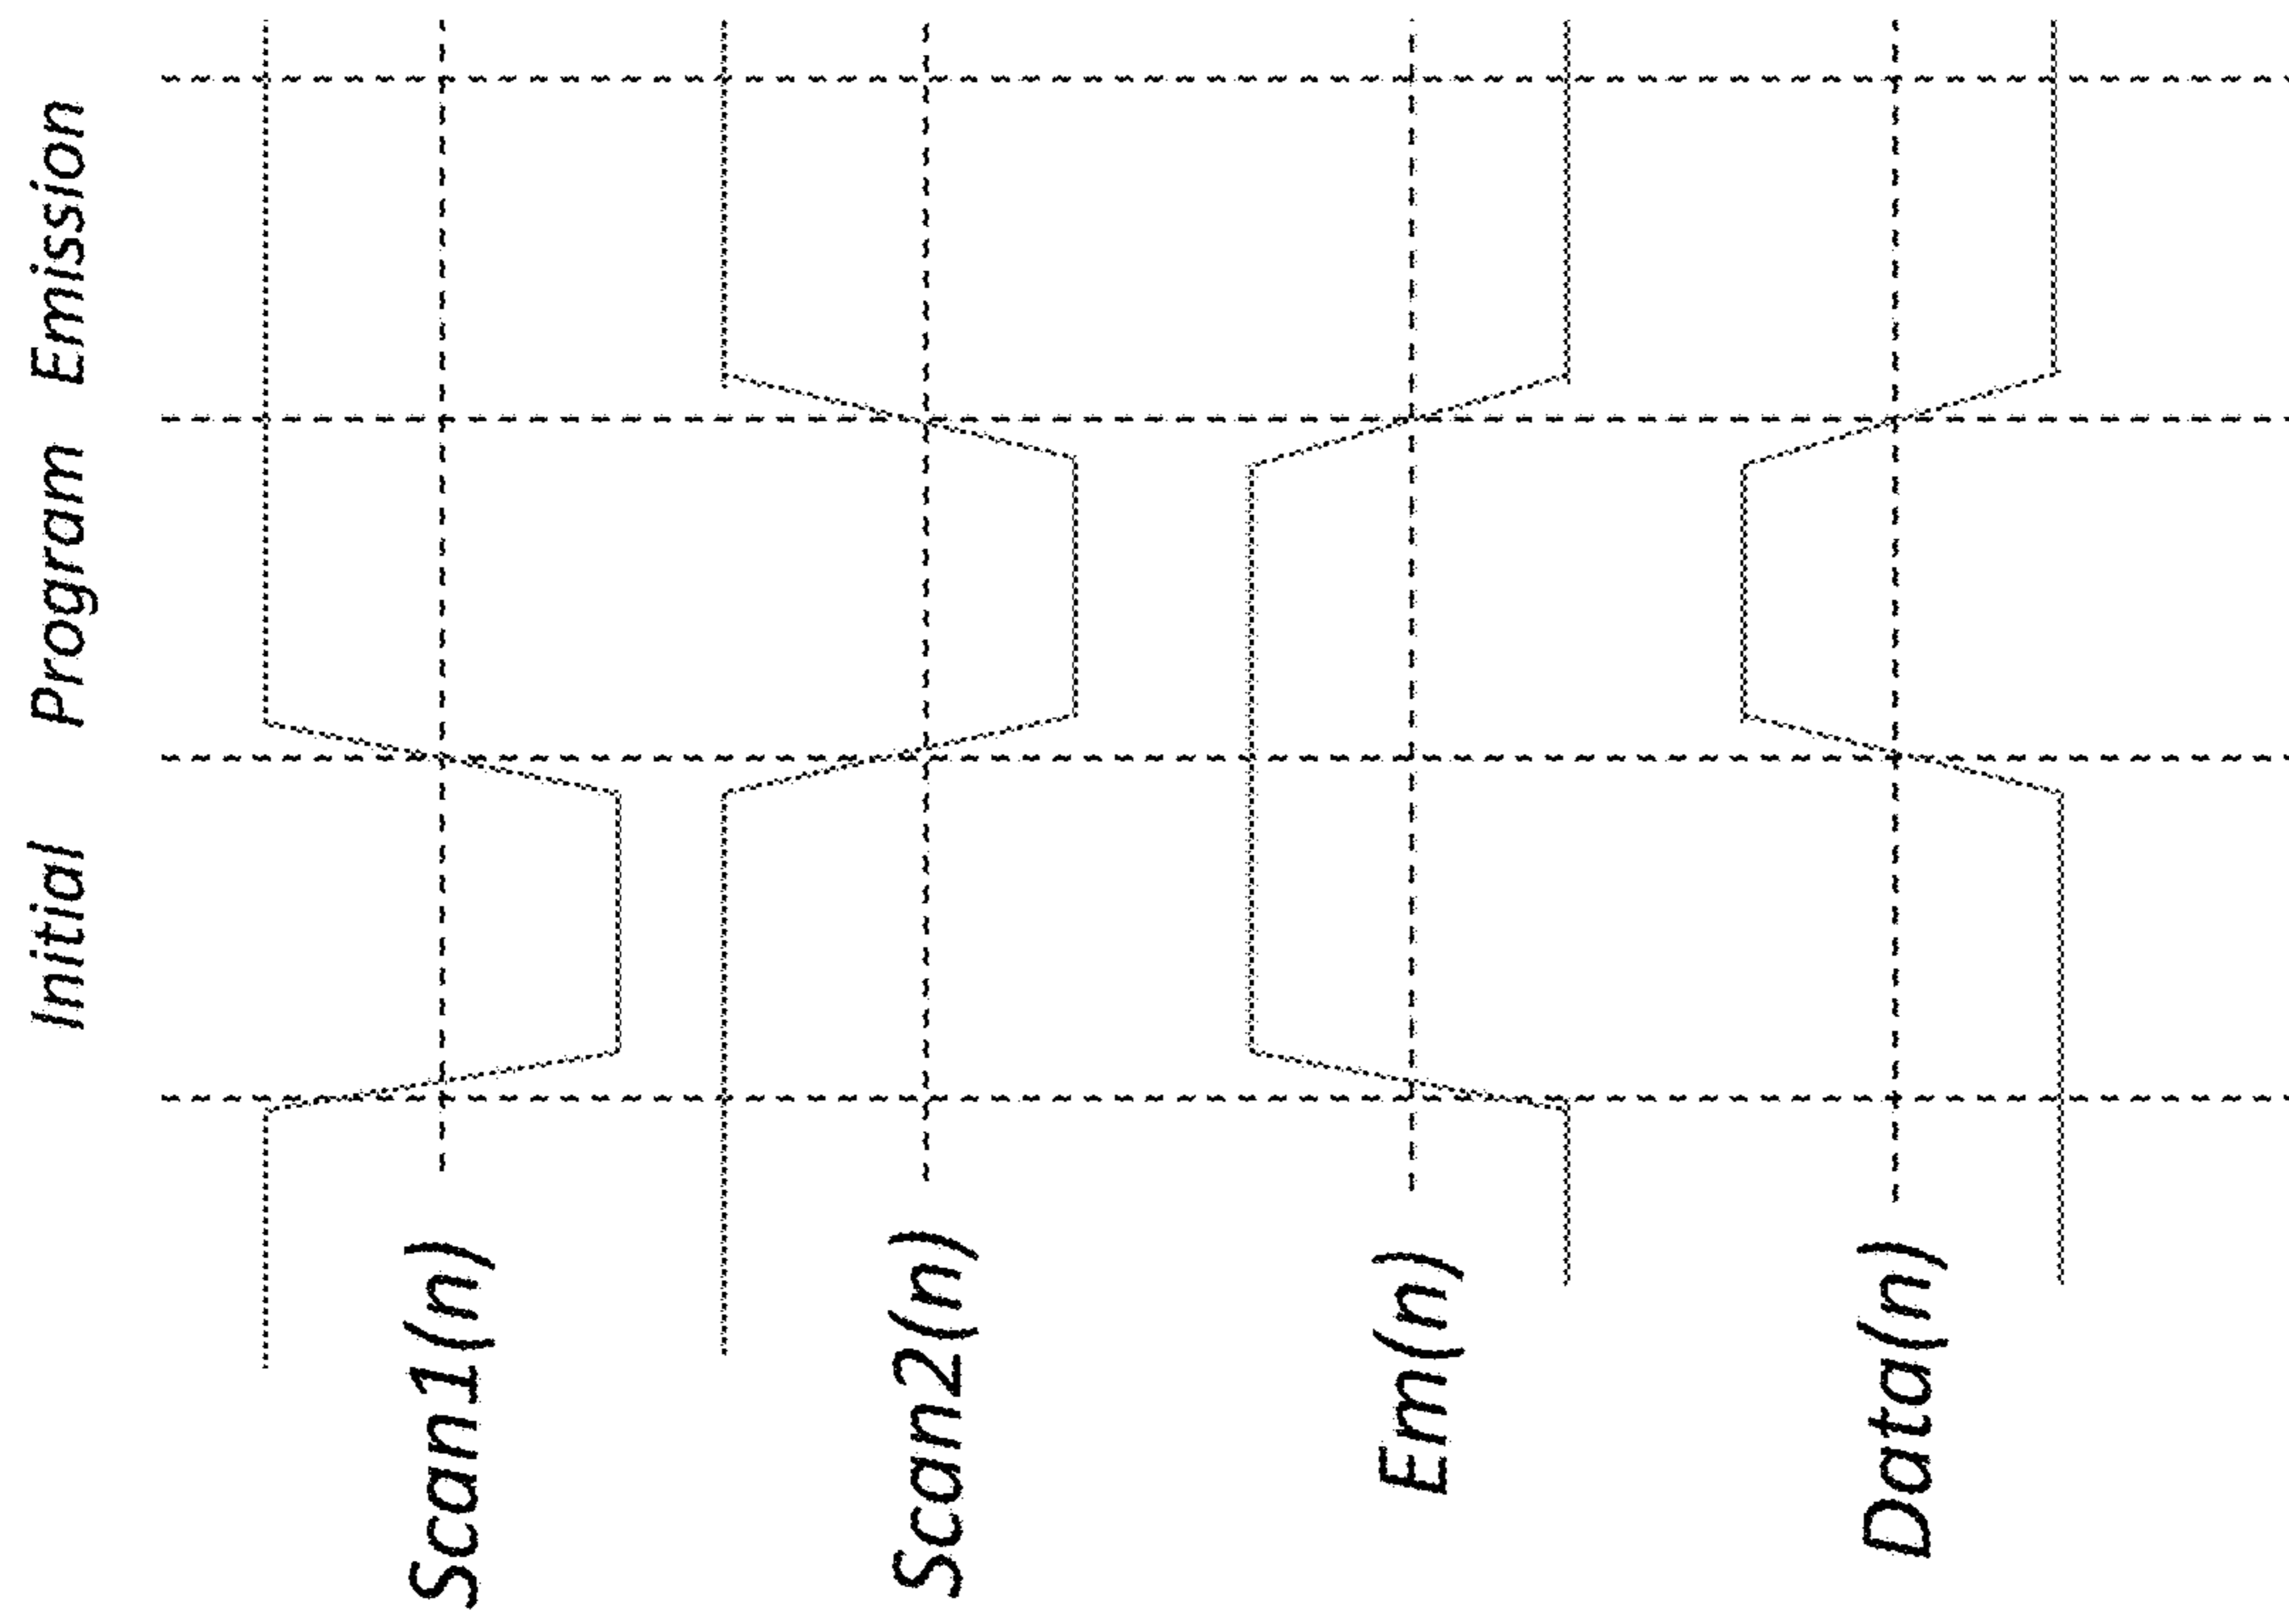 Initial Program Emission
Scan1(n)
Scan2(n)
Em(n)
Data(n)